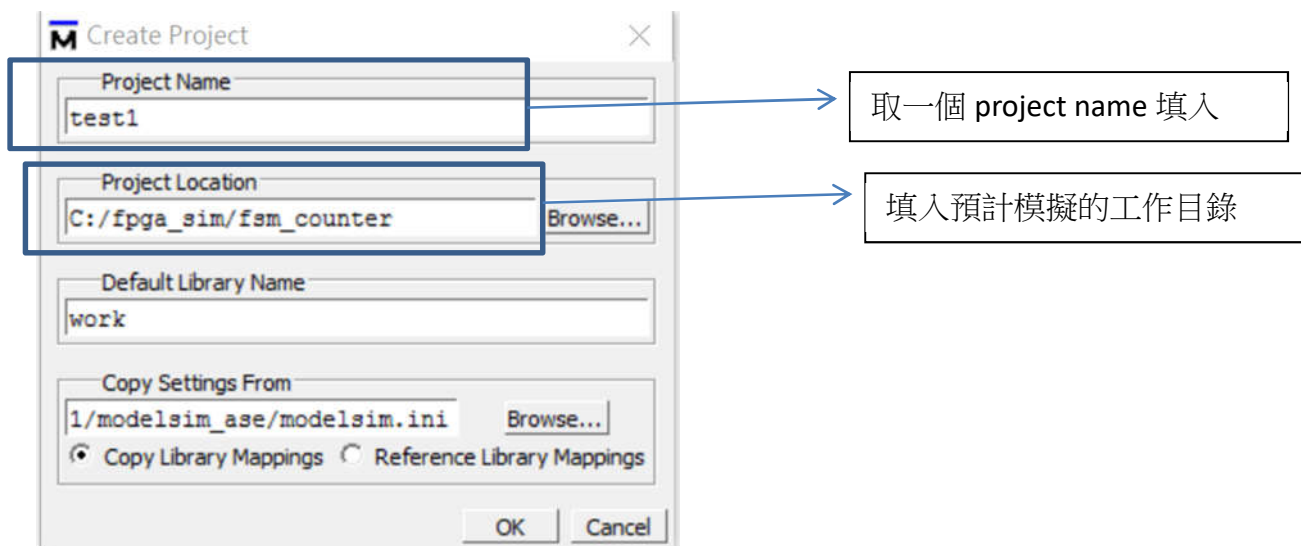 Create Project
Project Name
test1
取一個 project name 填入
Project Location
C:/fpga_sim/fsm_counter
Browse...
填入預計模擬的工作目錄
Default Library Name
work
Copy Settings From
1/modelsim_ase/modelsim.ini
Browse...
Copy Library Mappings
Reference Library Mappings
OK
Cancel